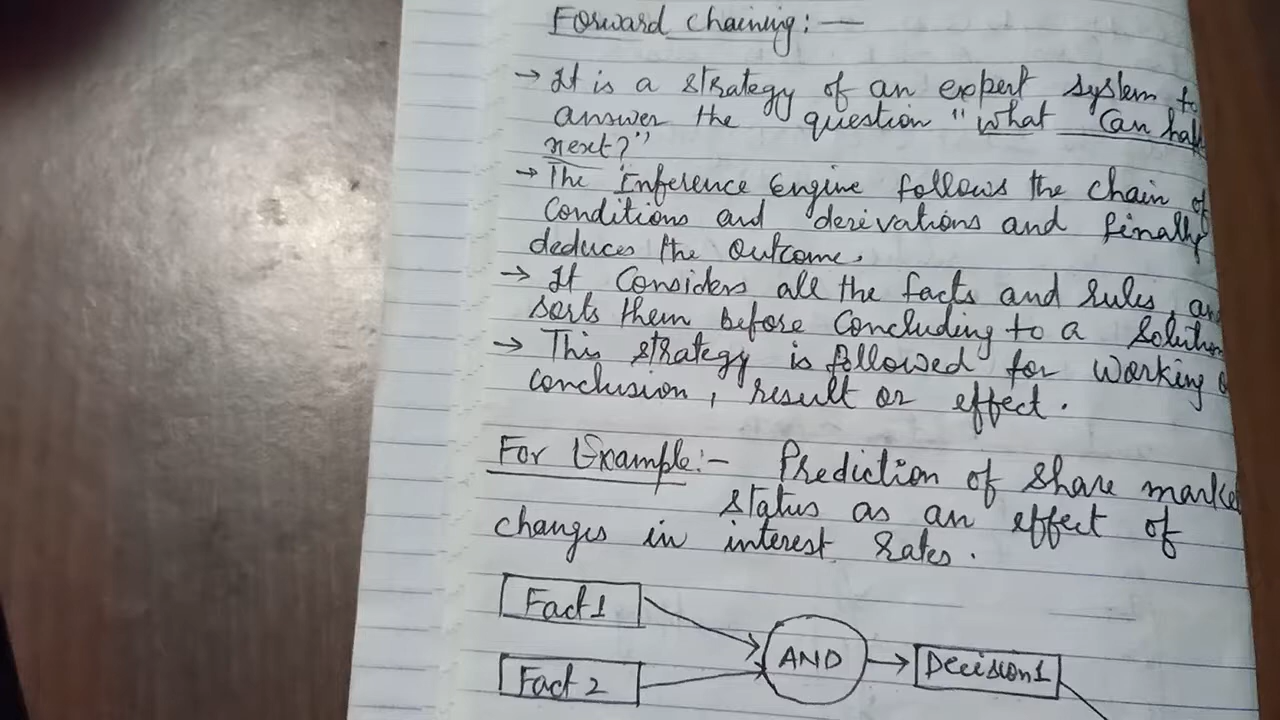 Forward chaining:—
→ It is a strategy of an expert system to
answer the question "what can
next?"
→ The Inference Engine follows the chain of
conditions and derivations and finally
deduces the outcome.
→ It considers all the facts and rules, and
sorts them before concluding to a solution
→ This strategy is followed for working
conclusion, result or effect.
For Example:- Prediction of share market
status as an effect of
changes in interest rates.
Fact 1
AND
Decision 1
Fact 2